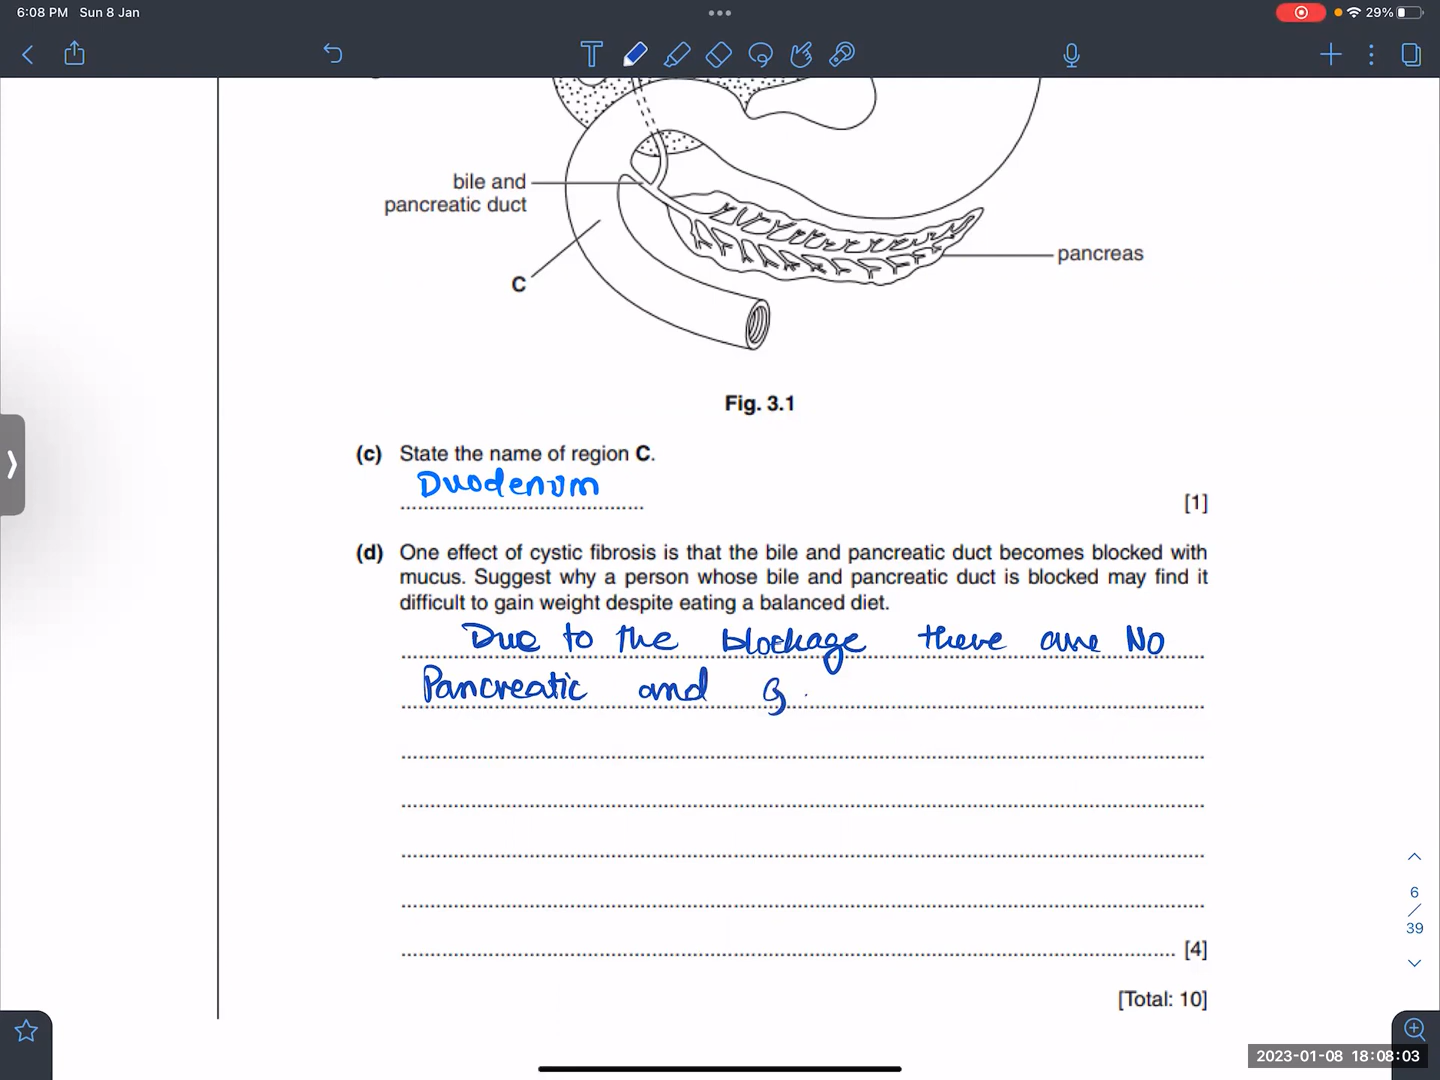 6:08 PM Sun 8 Jan
29%
bile and
pancreatic duct
C
pancreas
Fig. 3.1
(c) State the name of region C.
Duodenum
[1]
(d) One effect of cystic fibrosis is that the bile and pancreatic duct becomes blocked with
mucus. Suggest why a person whose bile and pancreatic duct is blocked may find it
difficult to gain weight despite eating a balanced diet.
Due to the blockage there are No
Pancreatic and
[4]
[Total: 10]
6
/
39
2023-01-08 18:08:03